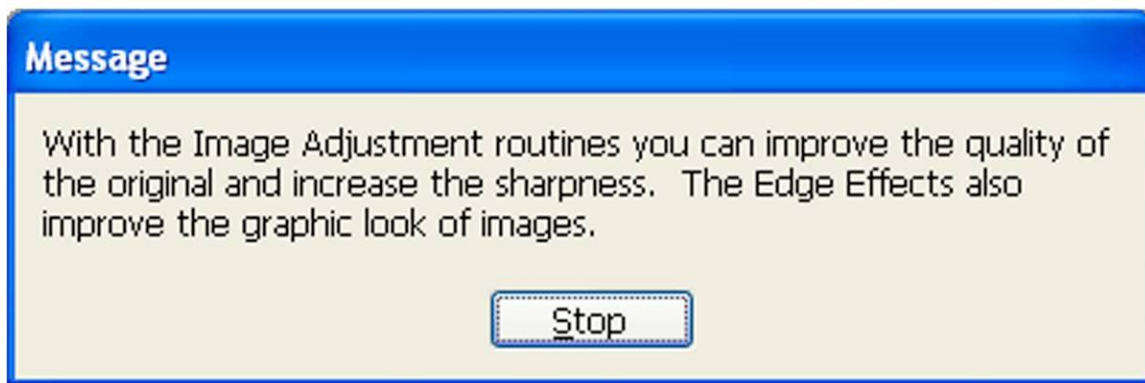 Message
With the Image Adjustment routines you can improve the quality of
the original and increase the sharpness.  The Edge Effects also
improve the graphic look of images.
Stop